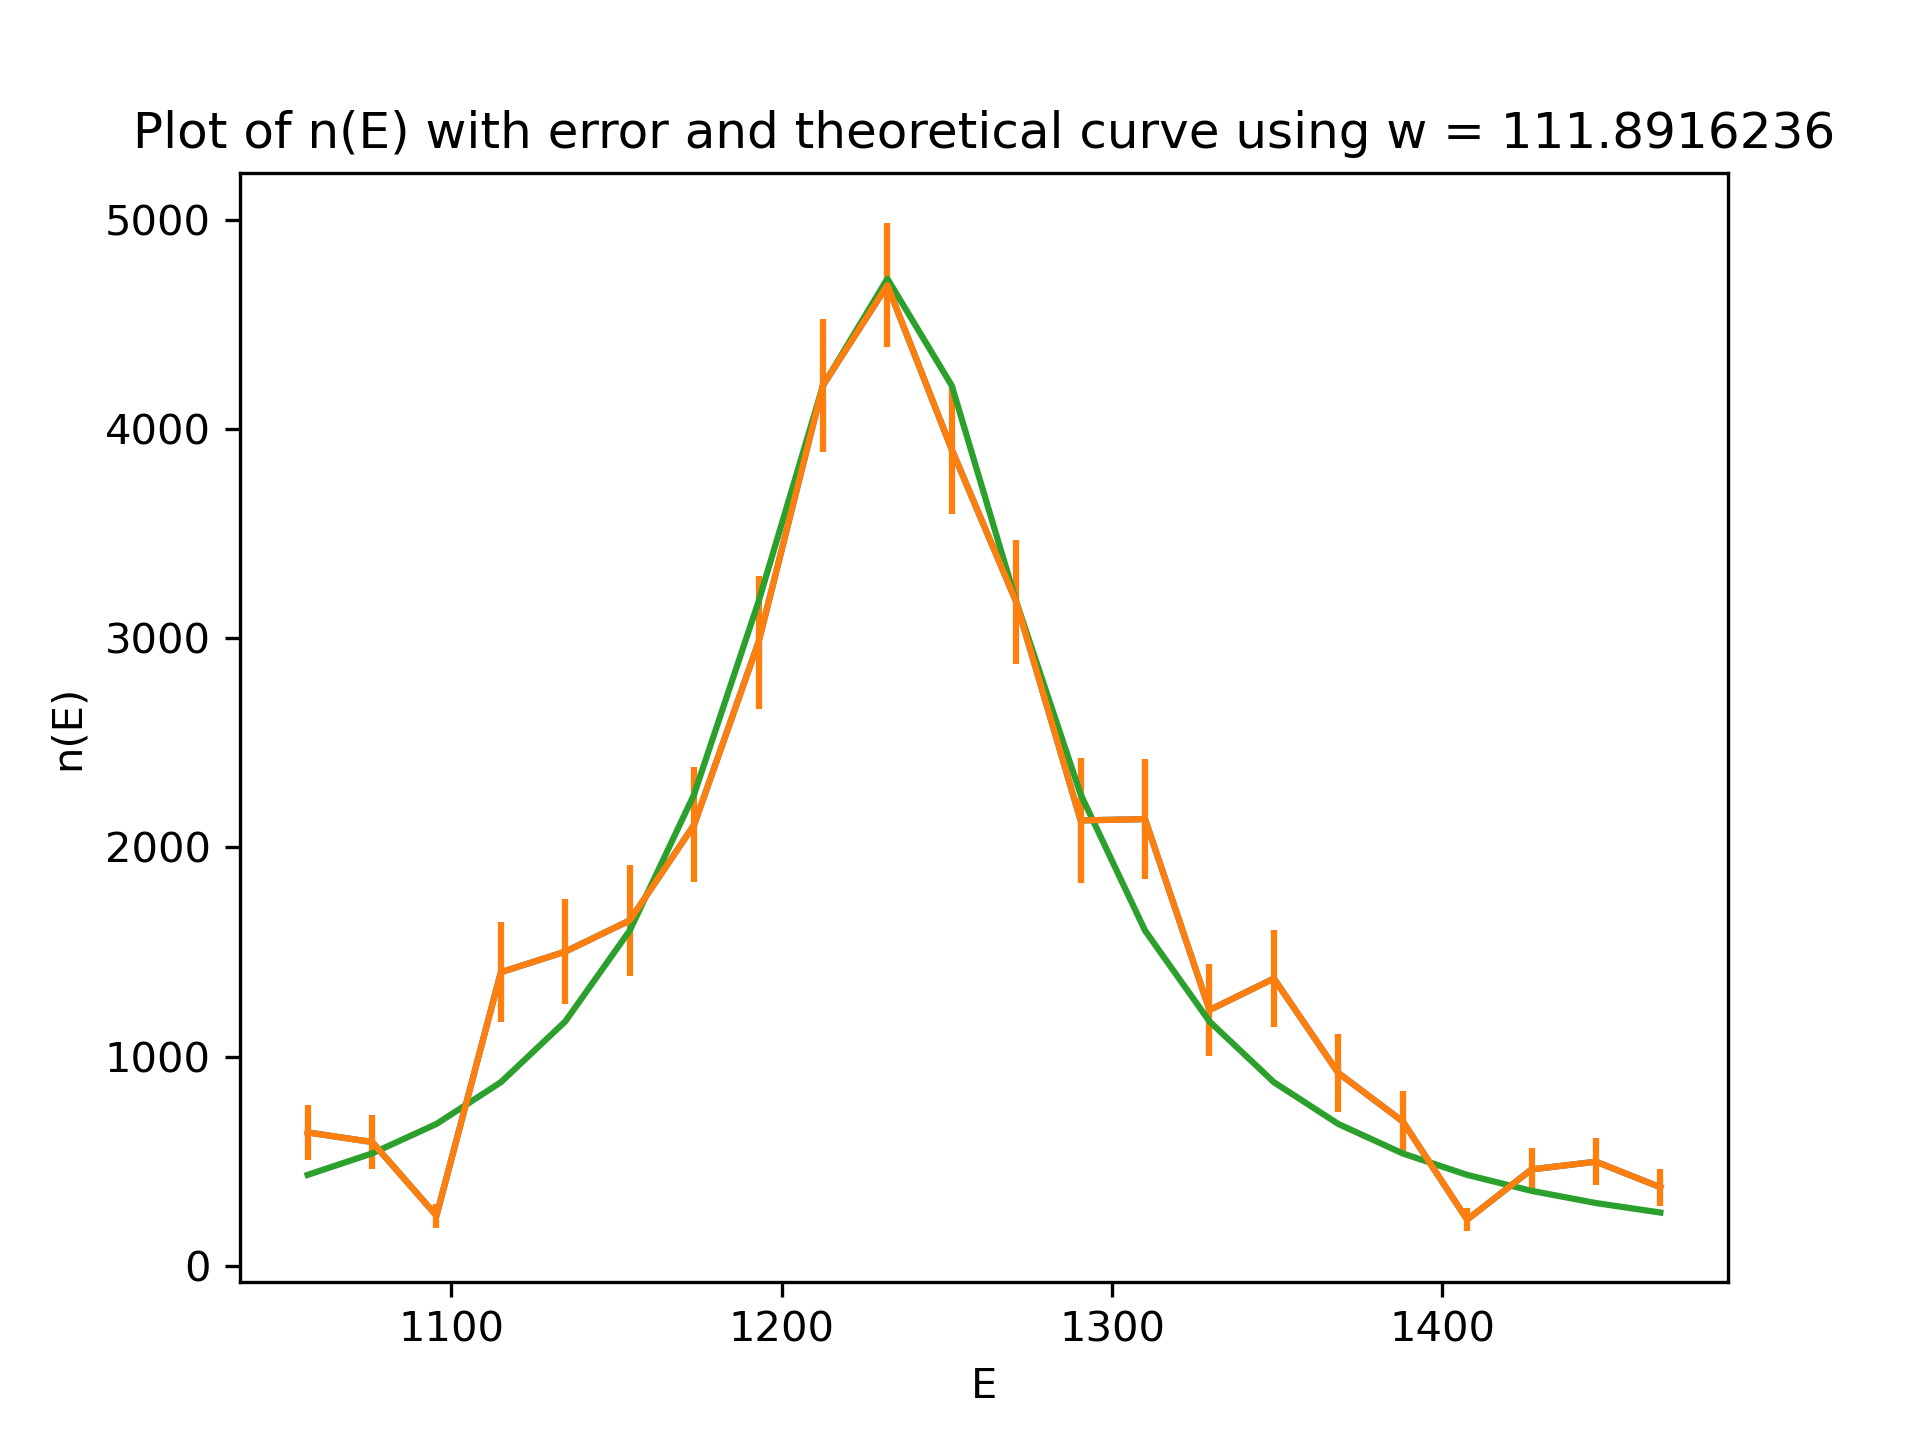 Plot of n(E) with error and theoretical curve using w = 111.8916236
5000
4000
3000
2000
1000
0
n(E)
1100 1200 1300 1400
E